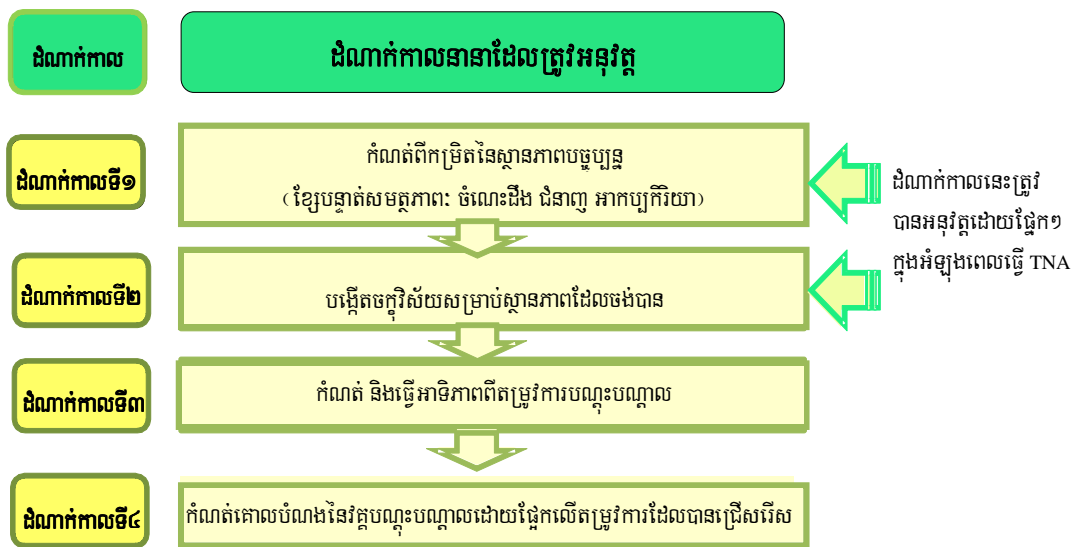 ដំណាក់កាល
ដំណាក់កាលនានាដែលត្រូវអនុវត្ត
ដំណាក់កាលទី១
កំណត់ពីកម្រិតនៃស្ថានភាពបច្ចុប្បន្ន
(ខ្សែបន្ទាត់សមត្ថភាព: ចំណេះដឹង ជំនាញ អាកប្បកិរិយា)
ដំណាក់កាលនេះត្រូវ
បានអនុវត្តដោយផ្នែកៗ
ក្នុងអំឡុងពេលធ្វើ TNA
ដំណាក់កាលទី២
បង្កើតចក្ខុវិស័យសម្រាប់ស្ថានភាពដែលចង់បាន
ដំណាក់កាលទី៣
កំណត់ និងធ្វើអាទិភាពពីតម្រូវការបណ្តុះបណ្តាល
ដំណាក់កាលទី៤
កំណត់គោលបំណងនៃវគ្គបណ្តុះបណ្តាលដោយផ្អែកលើតម្រូវការដែលបានជ្រើសរើស